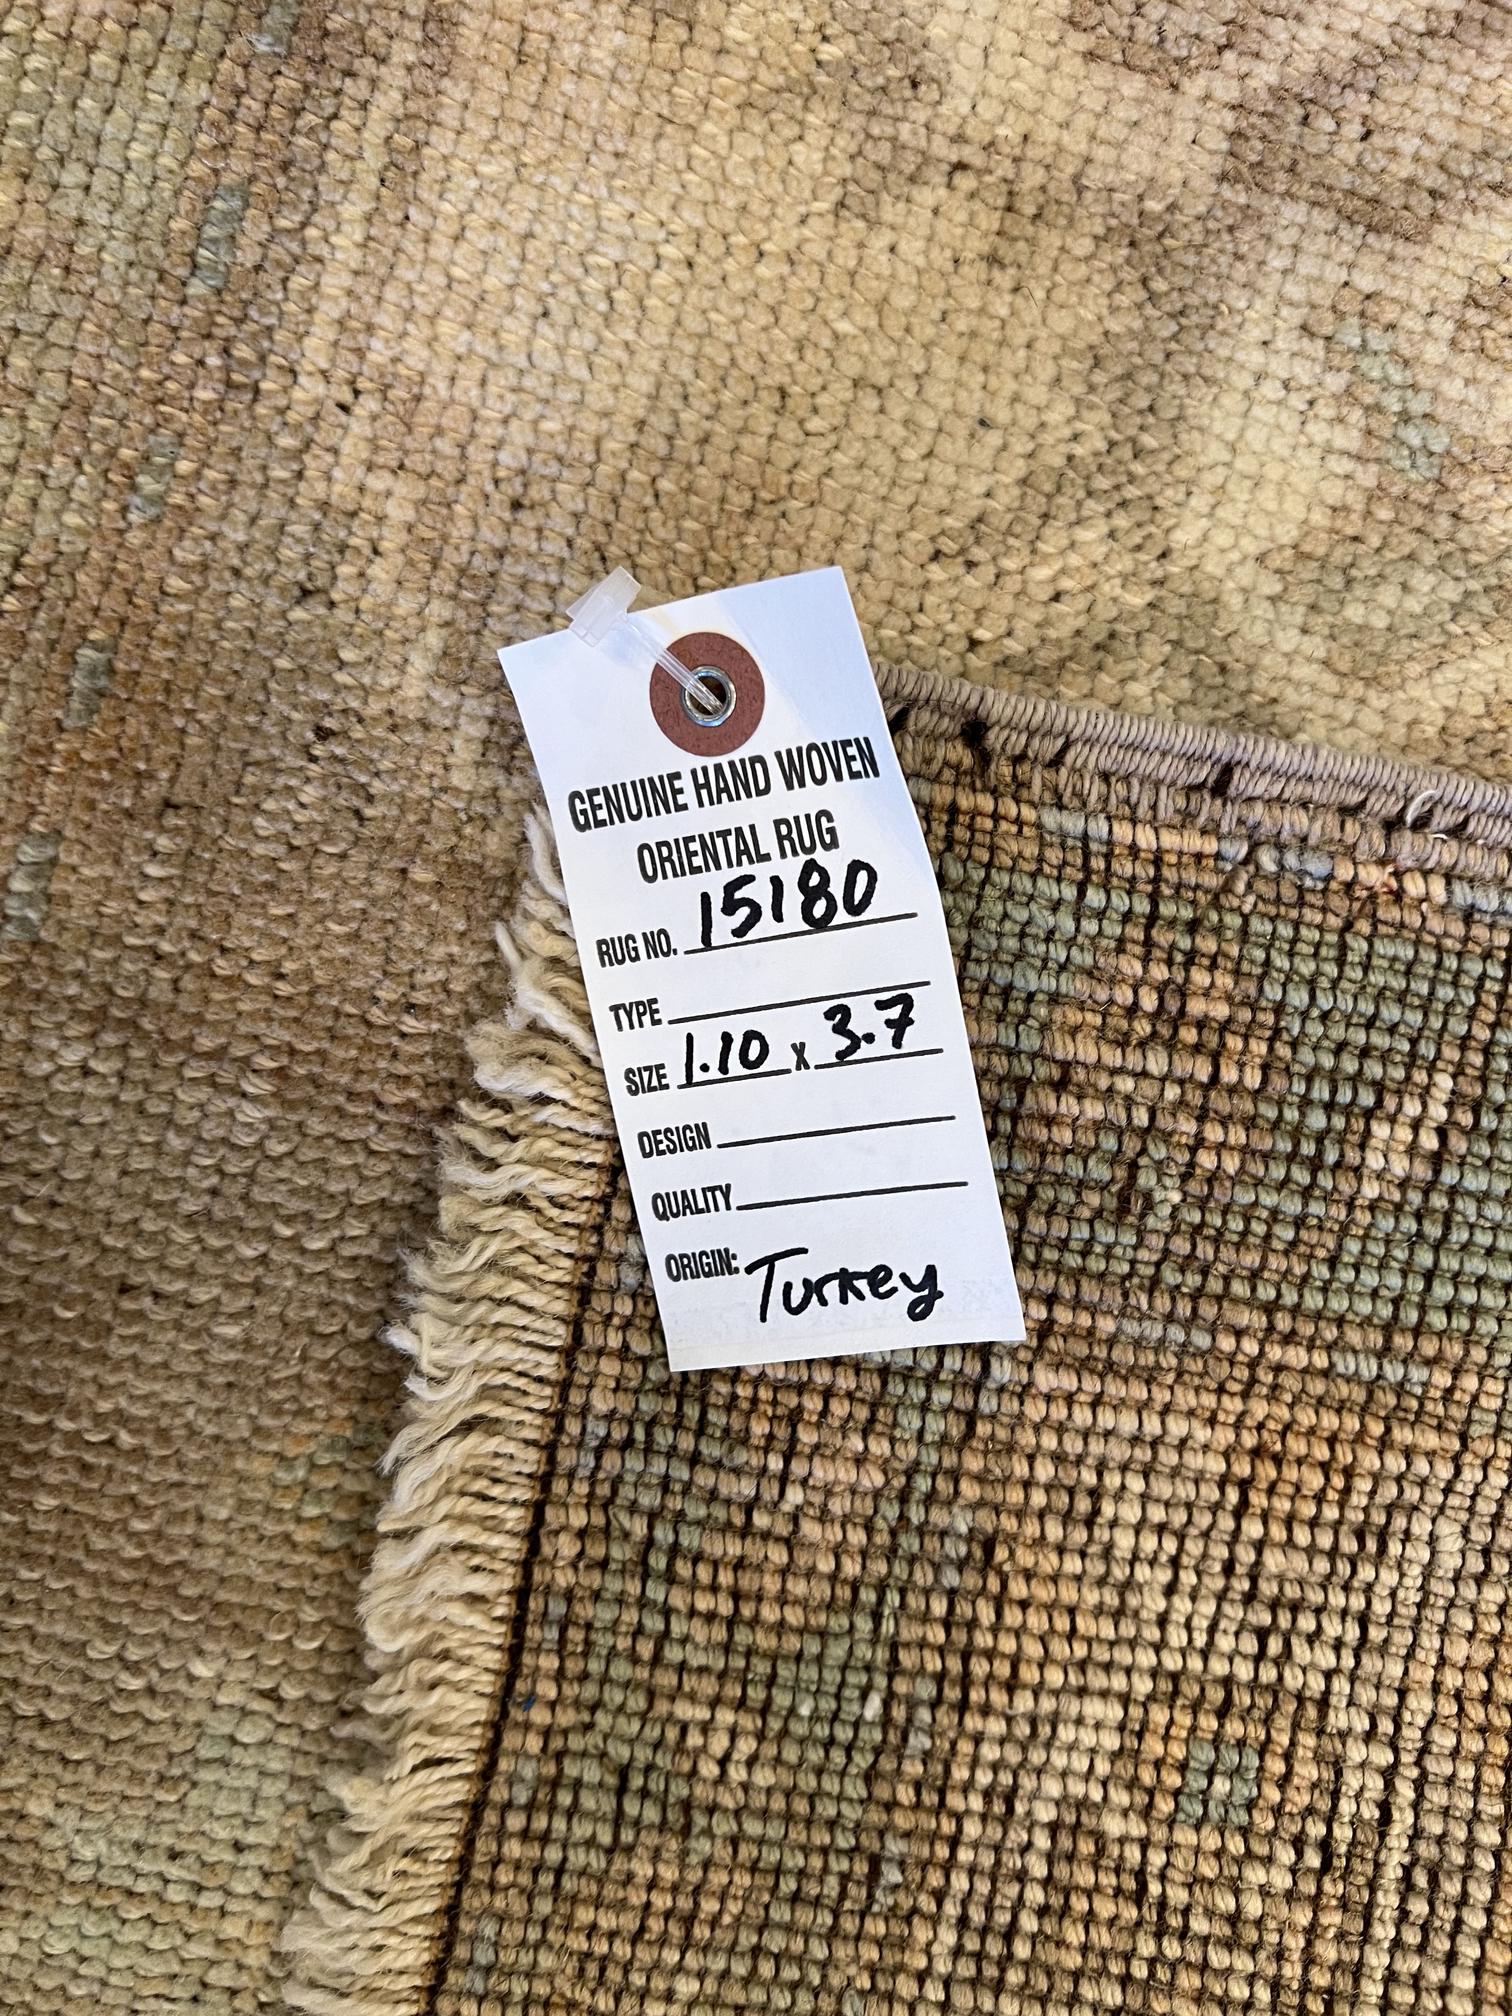 GENUINE HAND WOVEN
ORIENTAL RUG
RUG NO. 15180
TYPE
SIZE 1.10 X 3.7
DESIGN
QUALITY
ORIGIN: Turkey